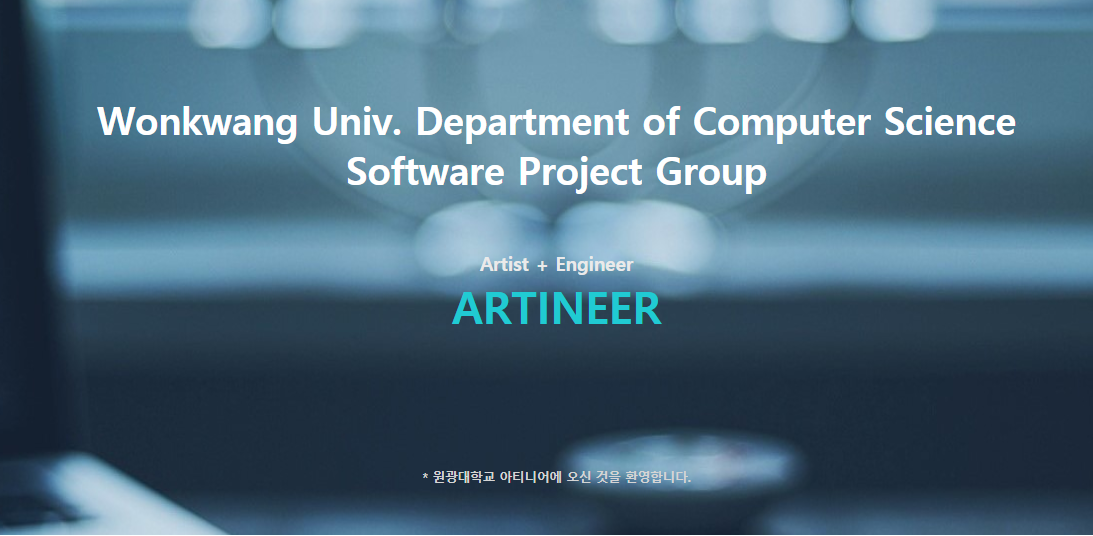 Wonkwang Univ. Department of Computer Science
Software Project Group
Artist + Engineer
ARTINEER
* 원광대학교 아티니어에 오신 것을 환영합니다.